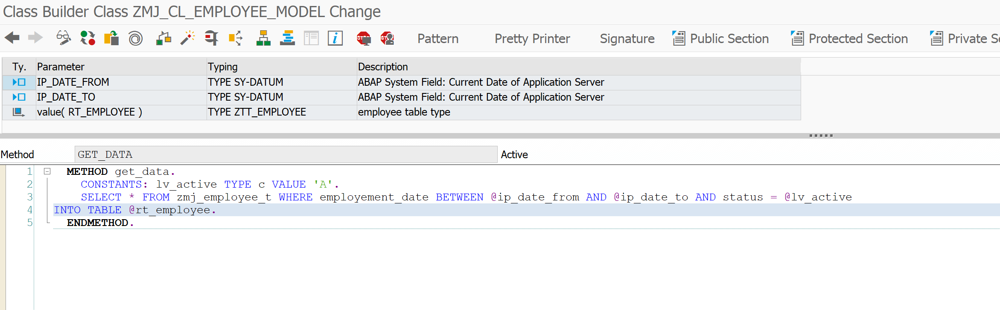 Class Builder Class ZMJ_CL_EMPLOYEE_MODEL Change
Pattern Pretty Printer Signature Public Section Protected Section Private Se
Ty. Parameter Typing Description
IP_DATE_FROM TYPE SY-DATUM ABAP System Field: Current Date of Application Server
IP_DATE_TO TYPE SY-DATUM ABAP System Field: Current Date of Application Server
value( RT_EMPLOYEE ) TYPE ZTT_EMPLOYEE employee table type
Method GET_DATA Active
1 METHOD get_data.
2 CONSTANTS: lv_active TYPE c VALUE 'A'.
3 SELECT * FROM zmj_employee_t WHERE employement_date BETWEEN @ip_date_from AND @ip_date_to AND status = @lv_active
4 INTO TABLE @rt_employee.
5 ENDMETHOD.